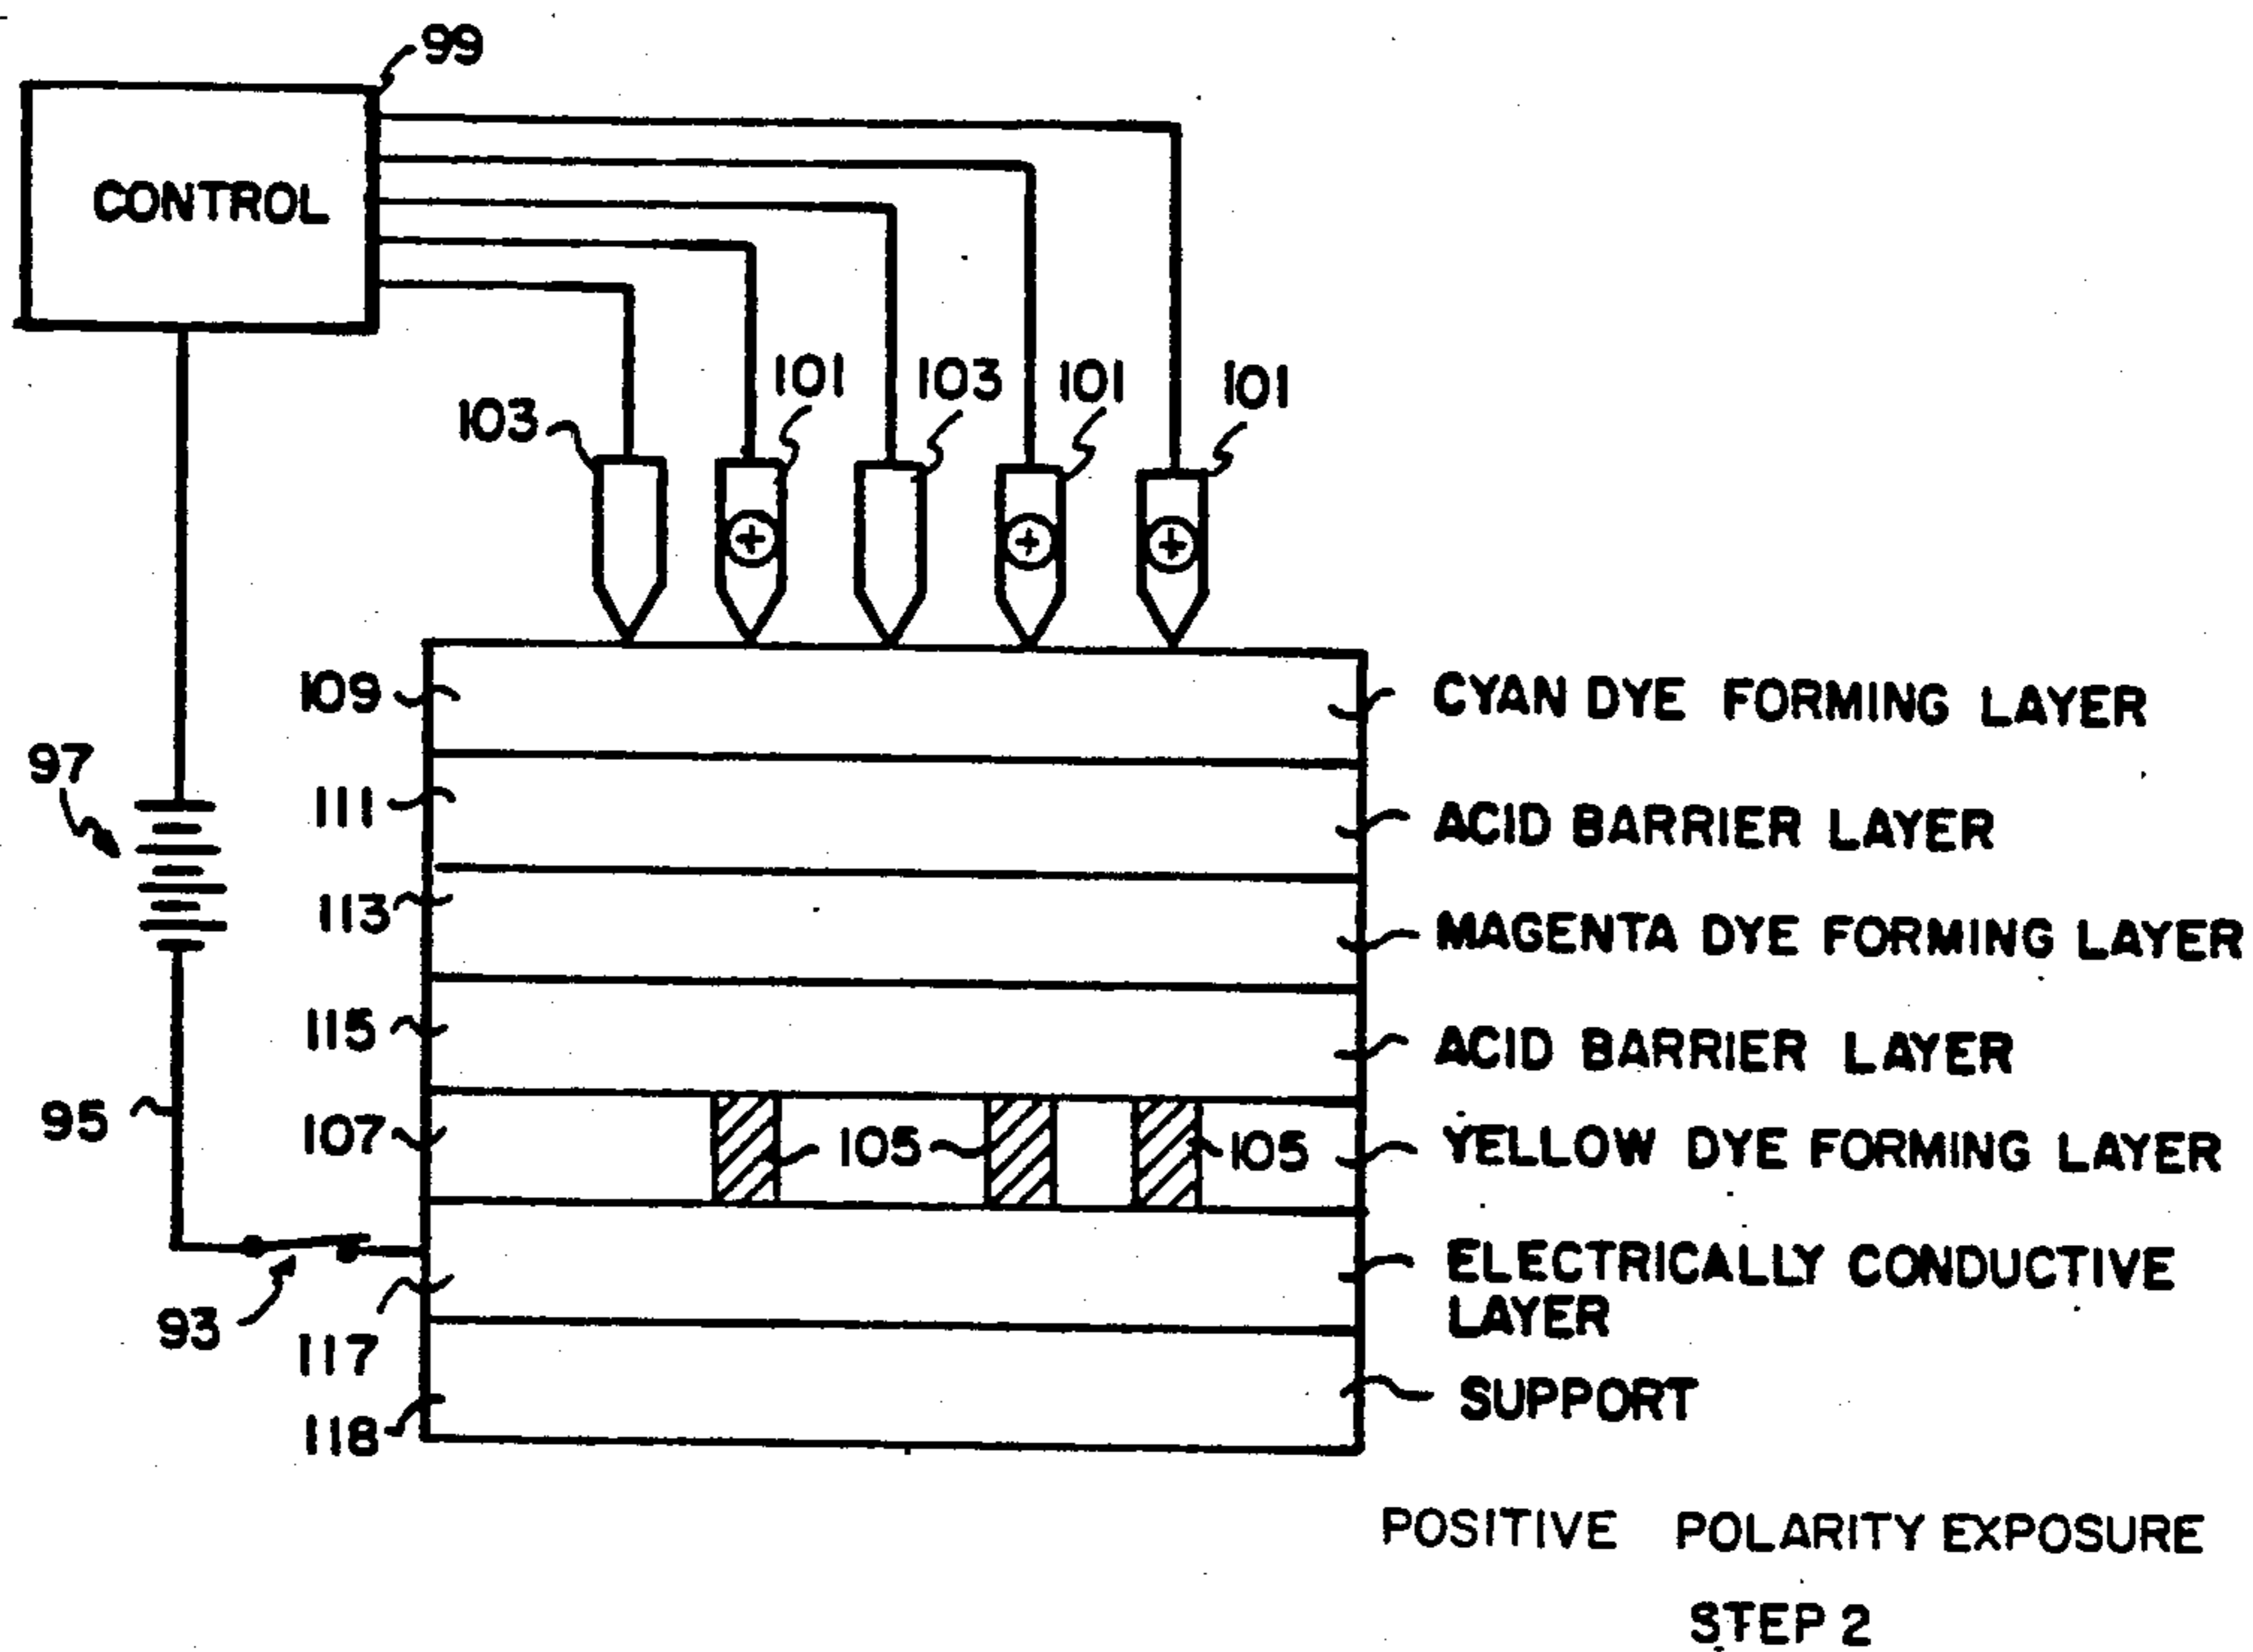 99
CONTROL
101
103
101
101
103
109
CYAN DYE FORMING LAYER
97
111
ACID BARRIER LAYER
113
MAGENTA DYE FORMING LAYER
115
ACID BARRIER LAYER
95
107
105
105
YELLOW DYE FORMING LAYER
93
117
ELECTRICALLY CONDUCTIVE
LAYER
118
SUPPORT
POSITIVE POLARITY EXPOSURE
STEP 2